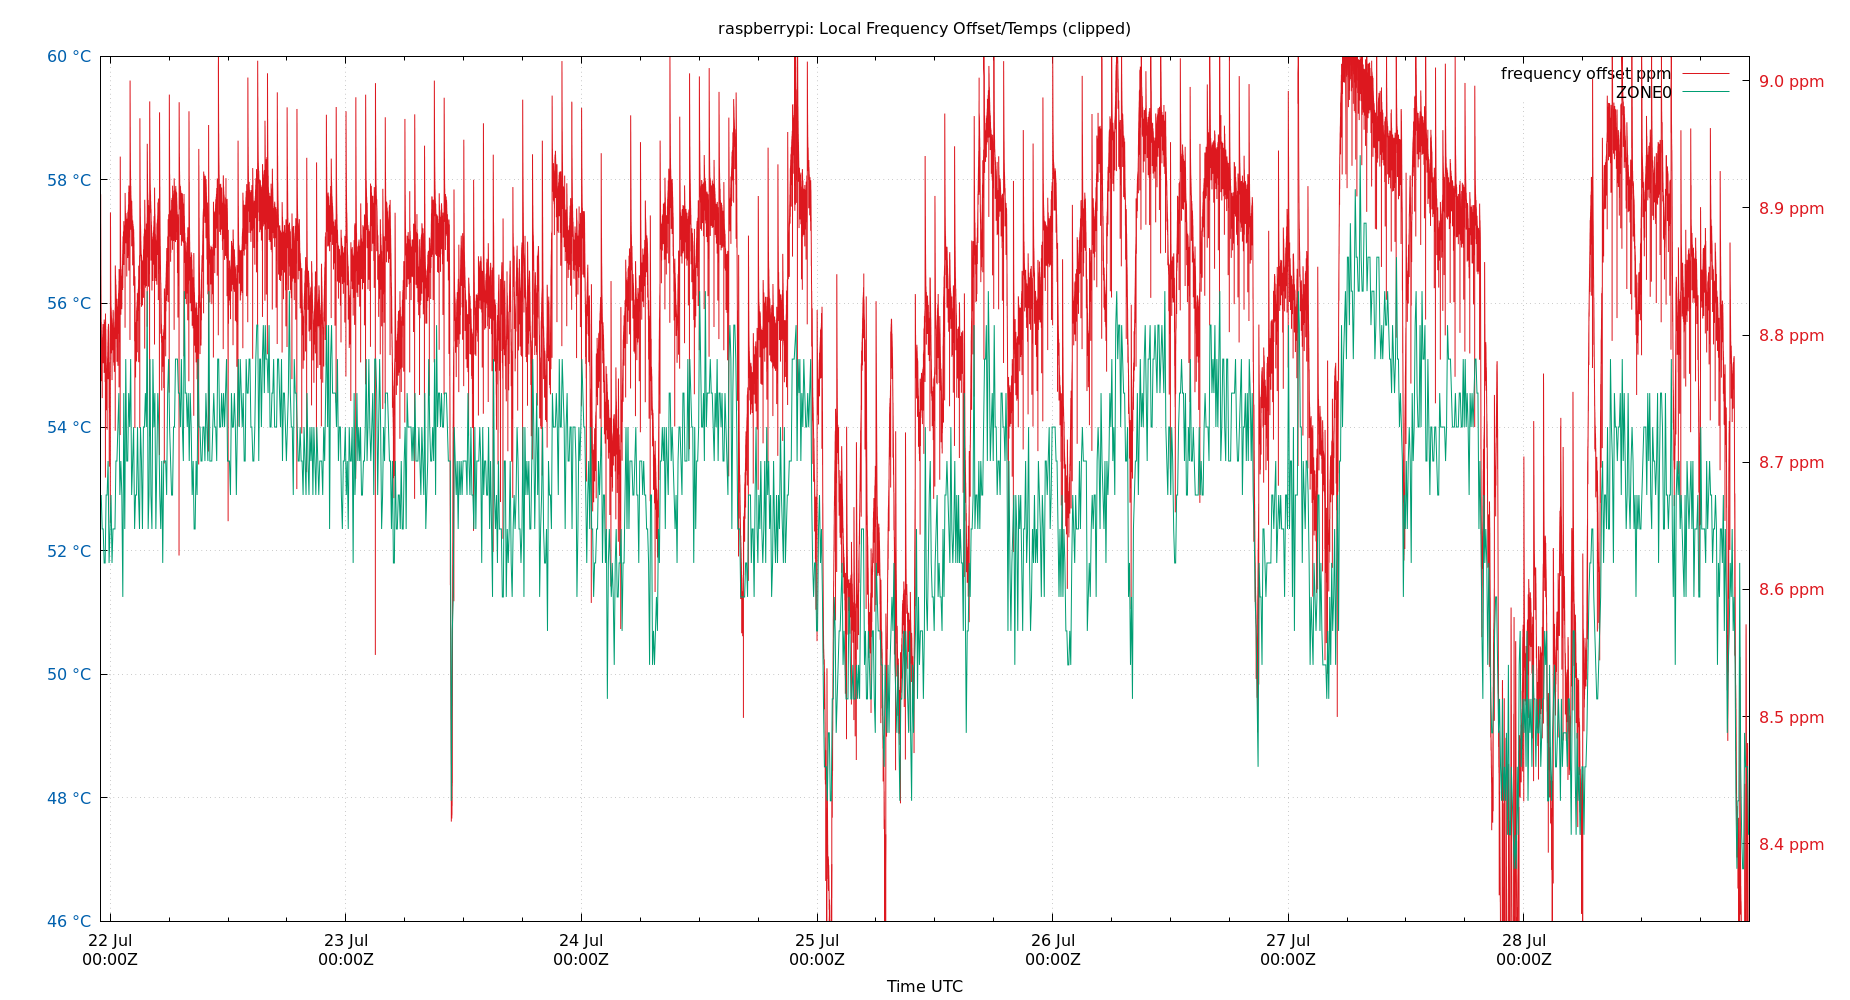 raspberrypi: Local Frequency Offset/Temps (clipped)
frequency offset ppm
ZONE0
60 °C
58 °C
56 °C
54 °C
52 °C
50 °C
48 °C
46 °C
9.0 ppm
8.9 ppm
8.8 ppm
8.7 ppm
8.6 ppm
8.5 ppm
8.4 ppm
22 Jul 23 Jul 24 Jul 25 Jul 26 Jul 27 Jul 28 Jul
00:00Z 00:00Z 00:00Z 00:00Z 00:00Z 00:00Z 00:00Z
Time UTC